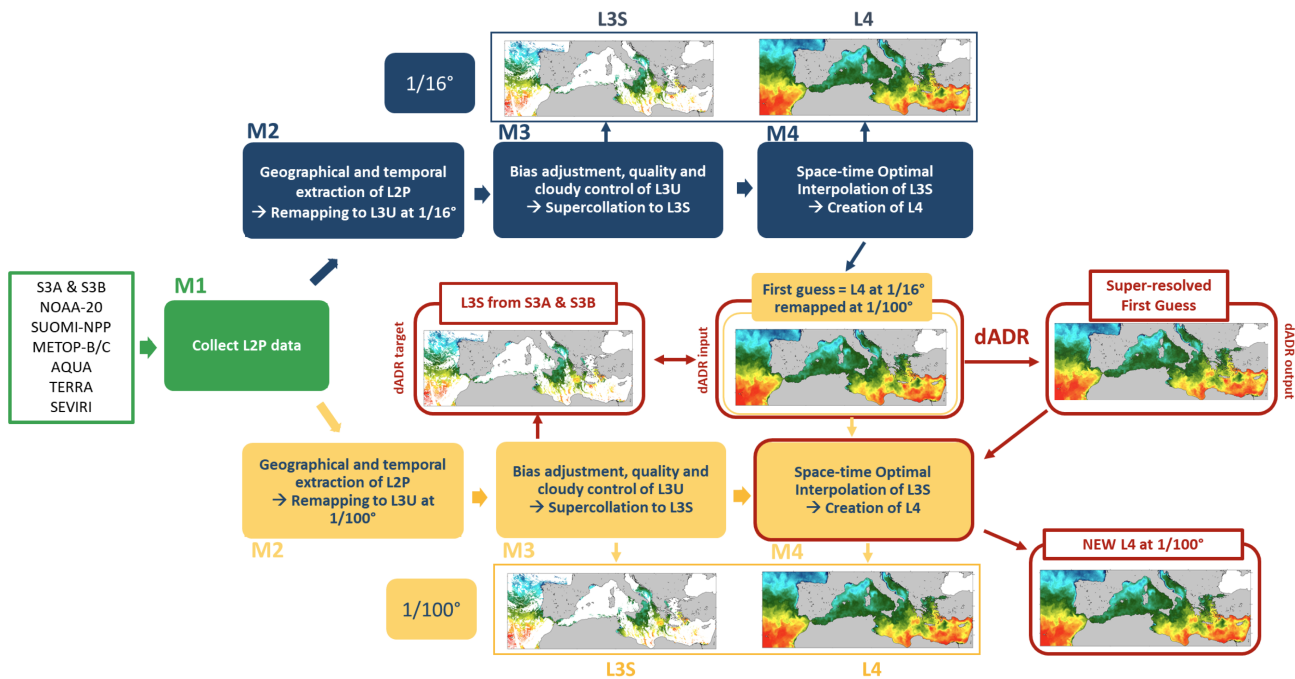 L3S
L4
1/16°
M2
M3
M4
Geographical and temporal
extraction of L2P
→ Remapping to L3U at 1/16°
Bias adjustment, quality and
cloudy control of L3U
→ Supercollation to L3S
Space-time Optimal
Interpolation of L3S
→ Creation of L4
S3A & S3B
NOAA-20
SUOMI-NPP
METOP-B/C
AQUA
TERRA
SEVIRI
M1
Collect L2P data
dADR target
L3S from S3A & S3B
dADR input
First guess = L4 at 1/16°
remapped at 1/100°
dADR
Super-resolved
First Guess
dADR output
Geographical and temporal
extraction of L2P
→ Remapping to L3U at
1/100°
Bias adjustment, quality and
cloudy control of L3U
→ Supercollation to L3S
Space-time Optimal
Interpolation of L3S
→ Creation of L4
M2
M3
M4
NEW L4 at 1/100°
1/100°
L3S
L4